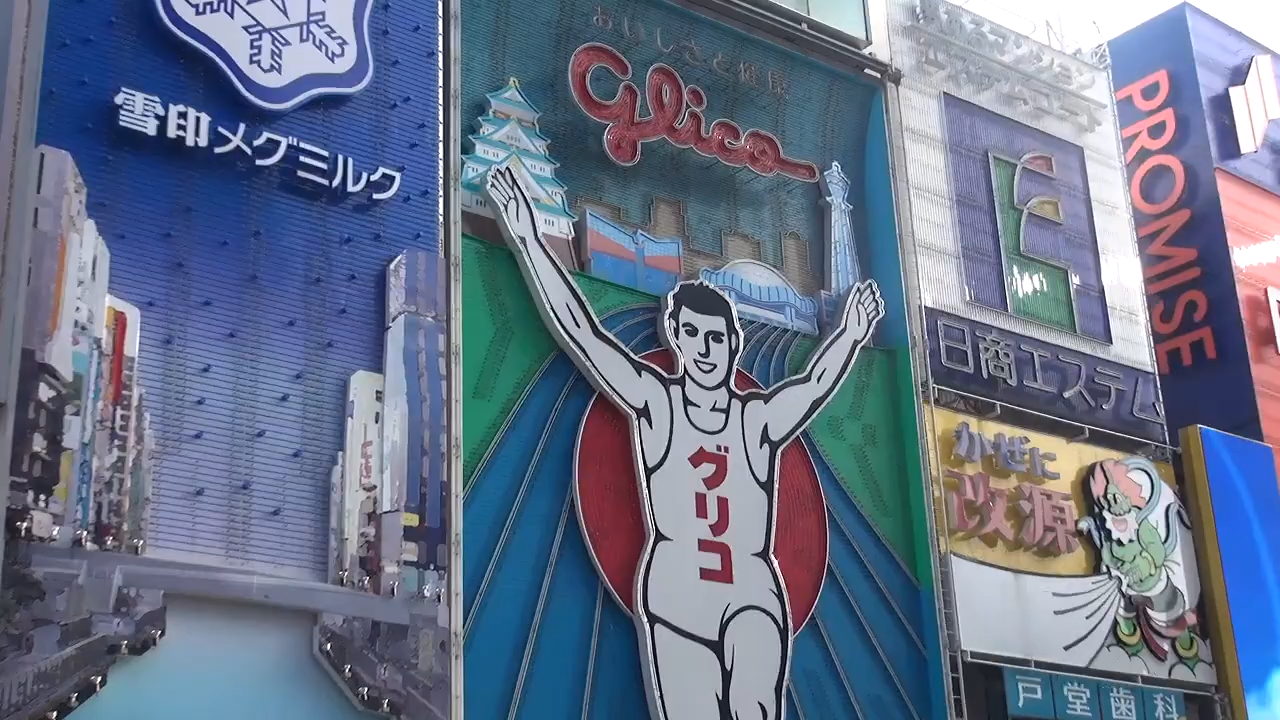 雪印メグミルク
おいしさと健康
Glico
グリコ
日商エステム
PROMISE
かぜに
改源
戸堂歯科